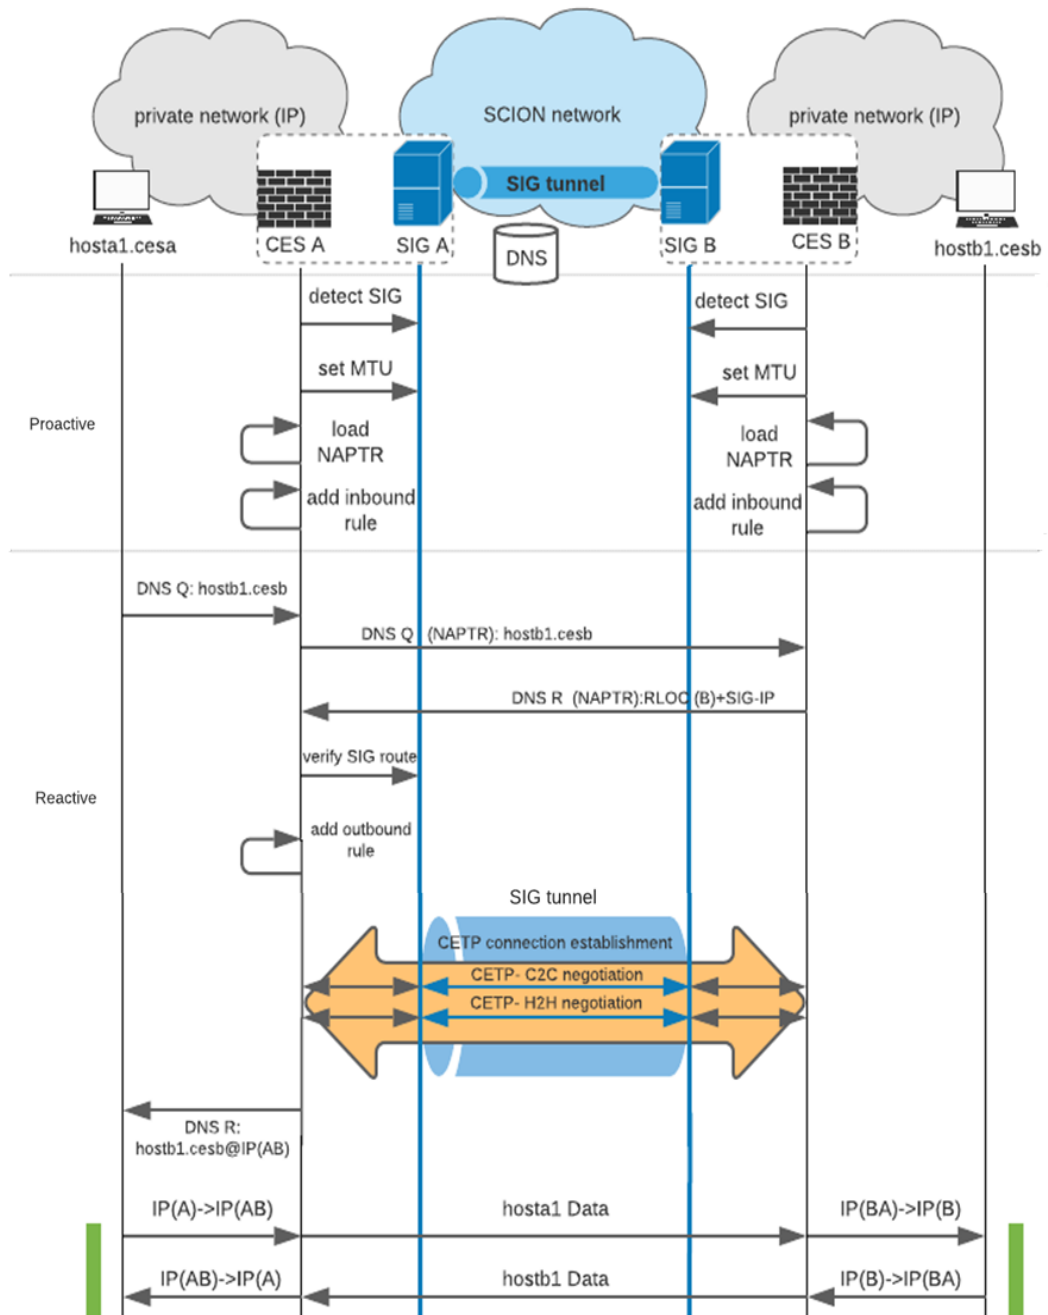 private network (IP)
SCION network
private network (IP)
SIG tunnel
hosta1.cesa
CES A
SIG A
DNS
SIG B
CES B
hostb1.cesb
detect SIG
detect SIG
set MTU
set MTU
Proactive
load
NAPTR
load
NAPTR
add inbound
rule
add inbound
rule
DNS Q: hostb1.cesb
DNS Q (NAPTR): hostb1.cesb
DNS R (NAPTR):RLOC (B)+SIG-IP
verify SIG route
Reactive
add outbound
rule
SIG tunnel
CETP connection establishment
CETP- C2C negotiation
CETP- H2H negotiation
DNS R:
hostb1.cesb@IP(AB)
IP(A)->IP(AB)
hosta1 Data
IP(BA)->IP(B)
IP(AB)->IP(A)
hostb1 Data
IP(B)->IP(BA)